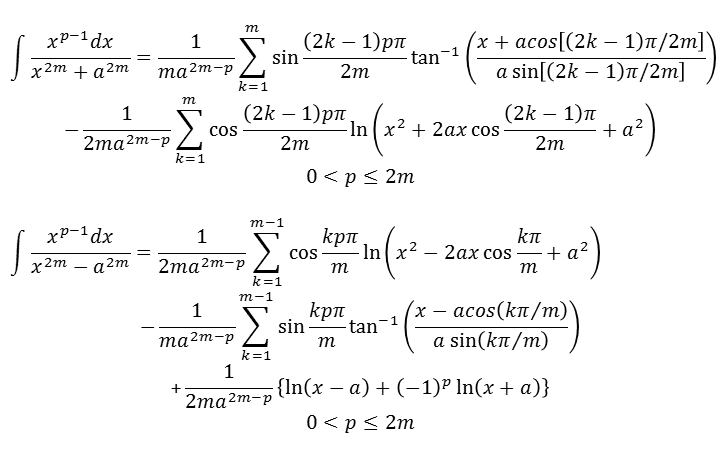 ∫ x^{p−1}dx / (x^{2m} + a^{2m}) = 1/(ma^{2m−p}) ∑_{k=1}^{m} sin (2k − 1)pπ/2m tan^{−1} ( (x + acos[(2k − 1)π/2m]) / (a sin[(2k − 1)π/2m]) )
− 1/(2ma^{2m−p}) ∑_{k=1}^{m} cos (2k − 1)pπ/2m ln ( x² + 2ax cos (2k − 1)π/2m + a² )
0 < p ≤ 2m
∫ x^{p−1}dx / (x^{2m} − a^{2m}) = 1/(2ma^{2m−p}) ∑_{k=1}^{m−1} cos kpπ/m ln ( x² − 2ax cos kπ/m + a² )
− 1/(ma^{2m−p}) ∑_{k=1}^{m−1} sin kpπ/m tan^{−1} ( (x − acos(kπ/m)) / (a sin(kπ/m)) )
+ 1/(2ma^{2m−p}) {ln(x − a) + (−1)^p ln(x + a)}
0 < p ≤ 2m